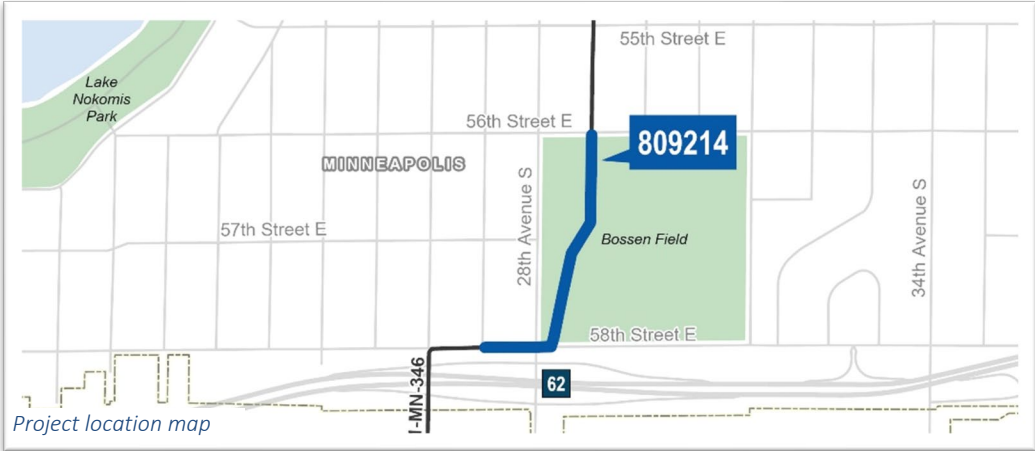 55th Street E
Lake
Nokomis
Park
56th Street E
809214
MINNEAPOLIS
57th Street E
28th Avenue S
Bossen Field
34th Avenue S
58th Street E
1-MN-346
62
Project location map